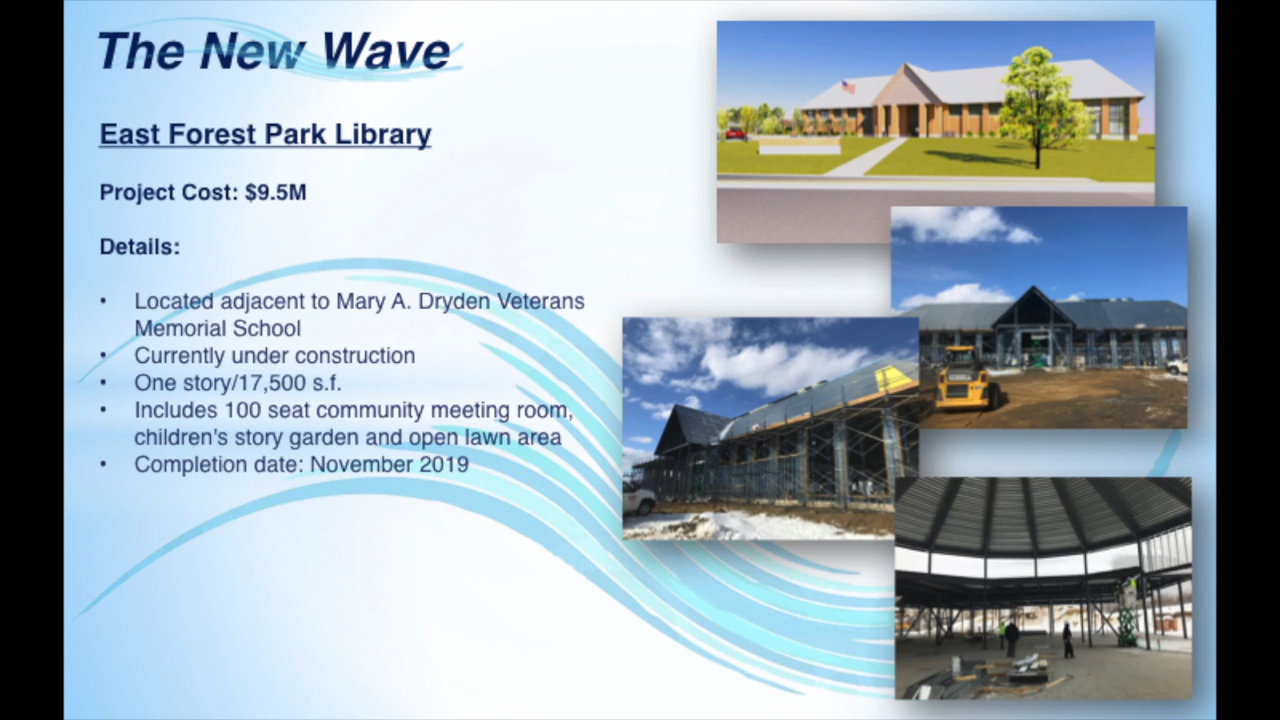 The New Wave
East Forest Park Library
Project Cost: $9.5M
Details:
• Located adjacent to Mary A. Dryden Veterans
Memorial School
• Currently under construction
• One story/17,500 s.f.
• Includes 100 seat community meeting room,
children's story garden and open lawn area
• Completion date: November 2019